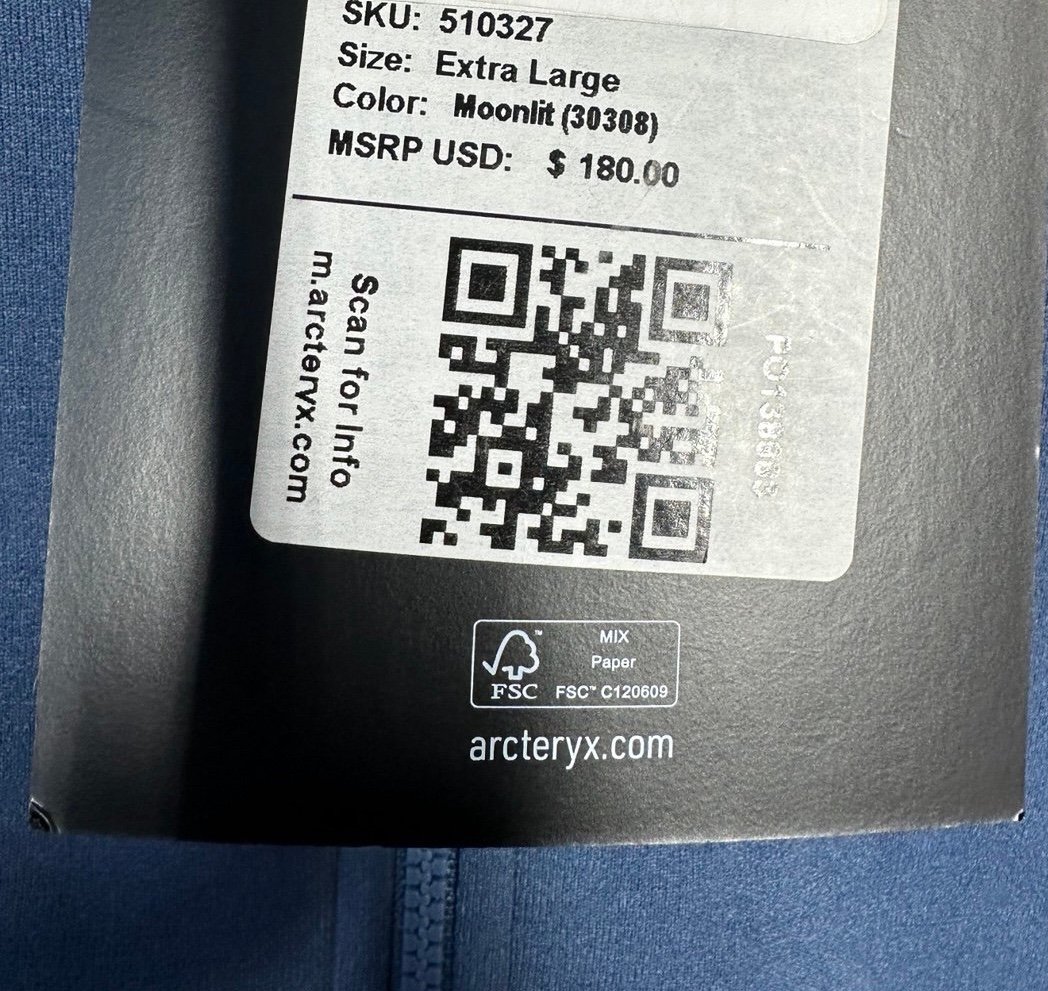 SKU: 510327
Size: Extra Large
Color: Moonlit (30308)
MSRP USD: $ 180.00
Scan for Info
m.arcteryx.com
FSC
MIX
Paper
FSC™ C120609
arcteryx.com